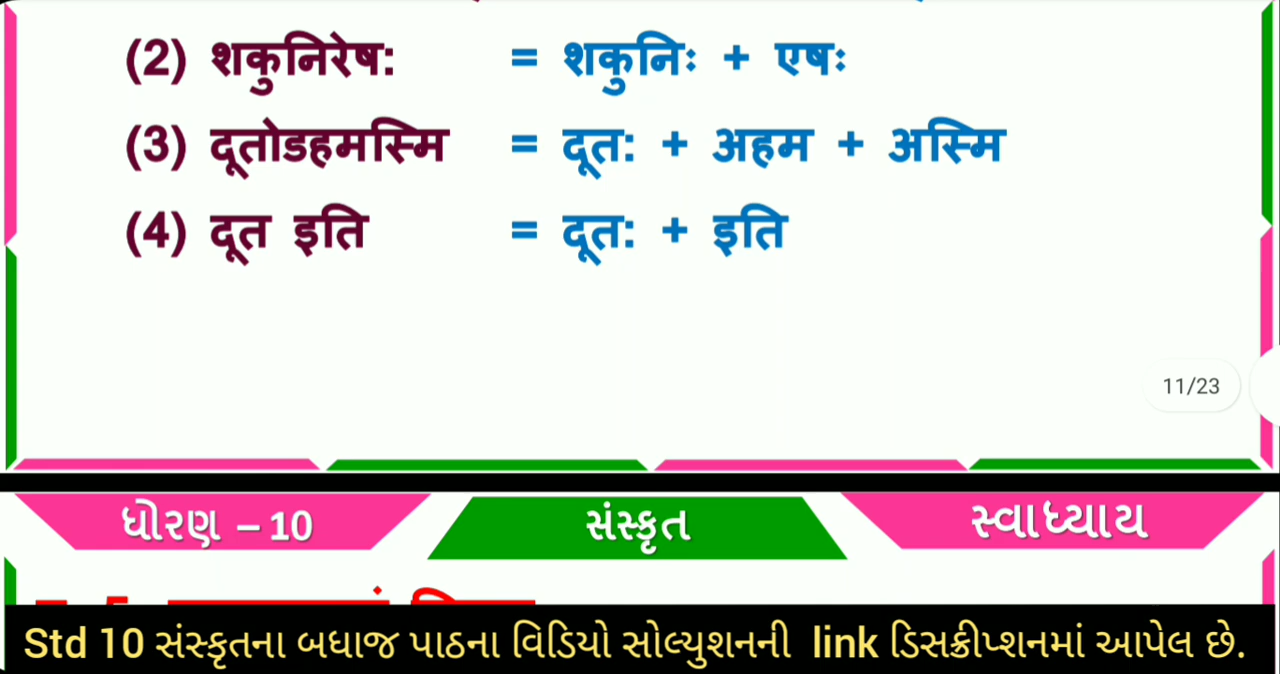 (2) शकुनिरेष: = शकुनिः + एषः
(3) दूतोडहमस्मि = दूत: + अहम + अस्मि
(4) दूत इति = दूत: + इति
11/23
ધોરણ – 10 સંસ્કૃત સ્વાધ્યાય
Std 10 સંસ્કૃતના બધાજ પાઠના વિડિયો સોલ્યુશનની link ડિસક્રીપ્શનમાં આપેલ છે.